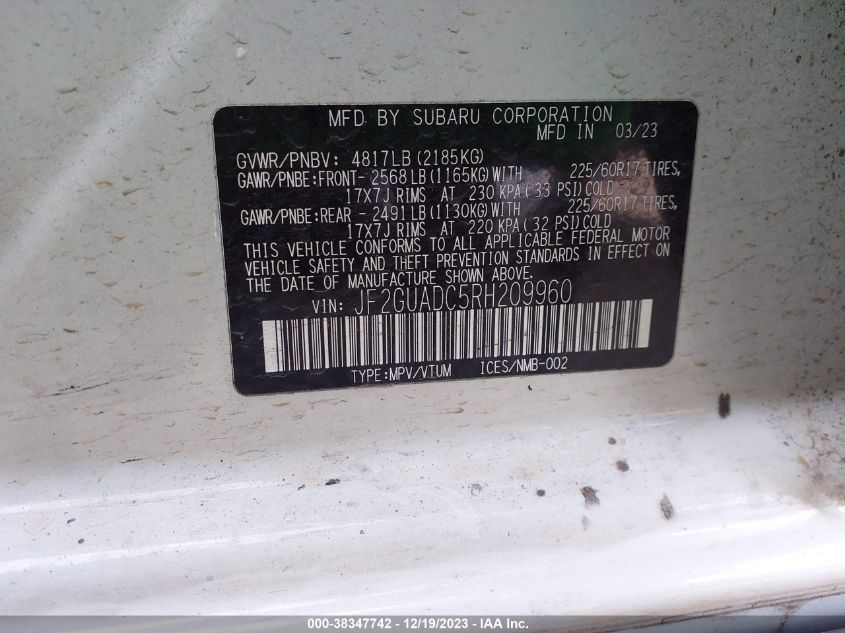 MFD BY SUBARU CORPORATION
MFD IN 03/23
GVWR/PNBV: 4817LB(2185KG)
GAWR/PNBE:FRONT- 2568LB(1165KG)WITH 225/60R17 TIRES,
17X7J RIMS AT 230 KPA(33 PSI)COLD
GAWR/PNBE:REAR - 2491LB(1130KG)WITH 225/60R17 TIRES,
17X7J RIMS AT 220 KPA(32 PSI)COLD
THIS VEHICLE CONFORMS TO ALL APPLICABLE FEDERAL MOTOR
VEHICLE SAFETY AND THEFT PREVENTION STANDARDS IN EFFECT ON
THE DATE OF MANUFACTURE SHOWN ABOVE.
VIN: JF2GUADC5RH209960
TYPE:MPV/VTUM ICES/NMB-002
000-38347742 - 12/19/2023 - IAA Inc.